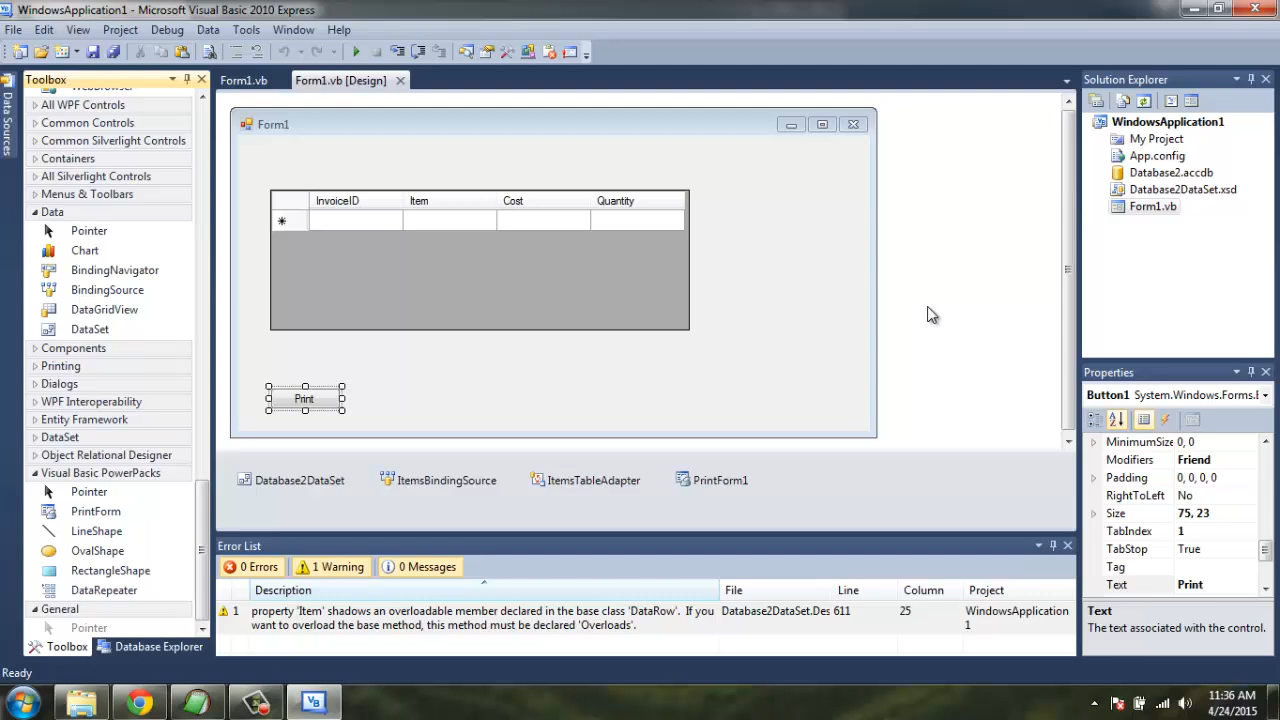 WindowsApplication1 - Microsoft Visual Basic 2010 Express
File Edit View Project Debug Data Tools Window Help
Toolbox
Form1.vb
Form1.vb [Design]
Solution Explorer
Data Sources
All WPF Controls
Common Controls
Common Silverlight Controls
Containers
All Silverlight Controls
Menus & Toolbars
Data
Pointer
Chart
BindingNavigator
BindingSource
DataGridView
DataSet
Components
Printing
Dialogs
WPF Interoperability
Entity Framework
DataSet
Object Relational Designer
Visual Basic PowerPacks
Pointer
PrintForm
LineShape
OvalShape
RectangleShape
DataRepeater
General
Pointer
Toolbox
Database Explorer
Form1
InvoiceID Item Cost Quantity
Print
Database2DataSet
ItemsBindingSource
ItemsTableAdapter
PrintForm1
Error List
0 Errors
1 Warning
0 Messages
Description File Line Column Project
1 property 'Item' shadows an overloadable member declared in the base class 'DataRow'. If you Database2DataSet.Des 611 25 WindowsApplication
want to overload the base method, this method must be declared 'Overloads'. 1
WindowsApplication1
My Project
App.config
Database2.accdb
Database2DataSet.xsd
Form1.vb
Properties
Button1 System.Windows.Forms.
MinimumSize 0, 0
Modifiers Friend
Padding 0, 0, 0, 0
RightToLeft No
Size 75, 23
TabIndex 1
TabStop True
Tag
Text Print
Text
The text associated with the control.
Ready
11:36 AM
4/24/2015